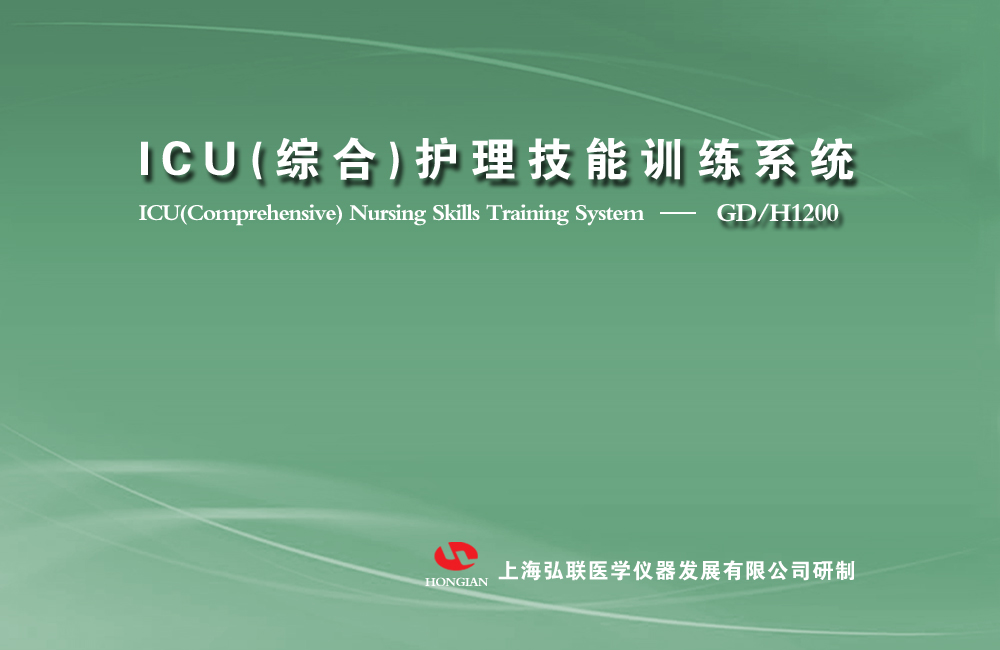 ICU(综合)护理技能训练系统
ICU(Comprehensive) Nursing Skills Training System — GD/H1200
HONGIAN
上海弘联医学仪器发展有限公司研制